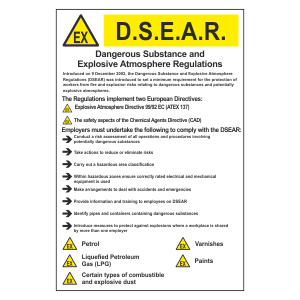 EX
D.S.E.A.R.
Dangerous Substance and
Explosive Atmosphere Regulations
Introduced on 9 December 2002, the Dangerous Substance and Explosive Atmosphere
Regulations (DSEAR) was introduced to set a minimum requirement for the protection of
workers from fire and explosion risks relating to dangerous substances and potentially
explosive atmospheres.
The Regulations implement two European Directives:
EX Explosive Atmosphere Directive 99/92 EC (ATEX 137)
EX The safety aspects of the Chemical Agents Directive (CAD)
Employers must undertake the following to comply with the DSEAR:
Conduct a risk assessment of all operations and procedures involving
potentially dangerous substances
Take actions to reduce or eliminate risks
Carry out a hazardous area classification
Within hazardous zones ensure correctly rated electrical and mechanical
equipment is used
Make arrangements to deal with accidents and emergencies
Provide information and training to employees on DSEAR
Identify pipes and containers containing dangerous substances
Introduce measures to protect against explosions where a workplace is shared
by more than one employer
EX Petrol
EX Varnishes
EX Liquefied Petroleum
Gas (LPG)
EX Paints
EX Certain types of combustible
and explosive dust